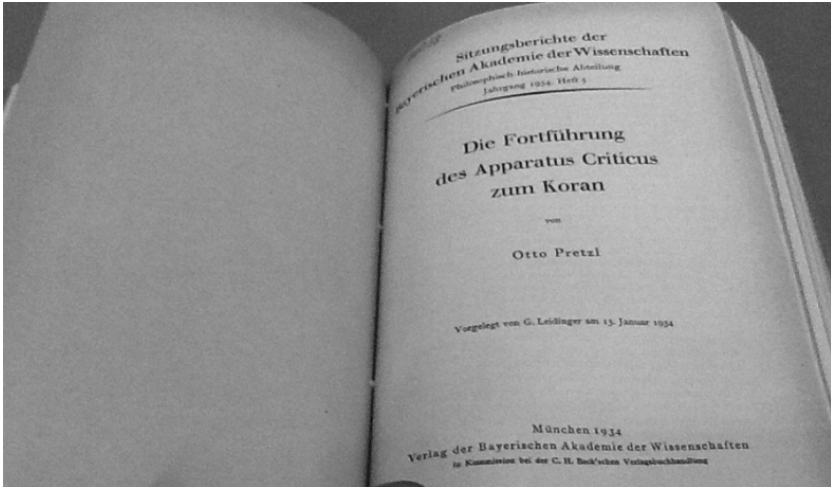 Sitzungsberichte der
Bayerischen Akademie der Wissenschaften
Philosophisch-historische Abteilung
Jahrgang 1934, Heft 5
Die Fortführung
des Apparatus Criticus
zum Koran
von
Otto Pretzl
Vorgelegt von G. Leidinger am 13. Januar 1934
München 1934
Verlag der Bayerischen Akademie der Wissenschaften
in Kommission bei der C. H. Beck'schen Verlagsbuchhandlung